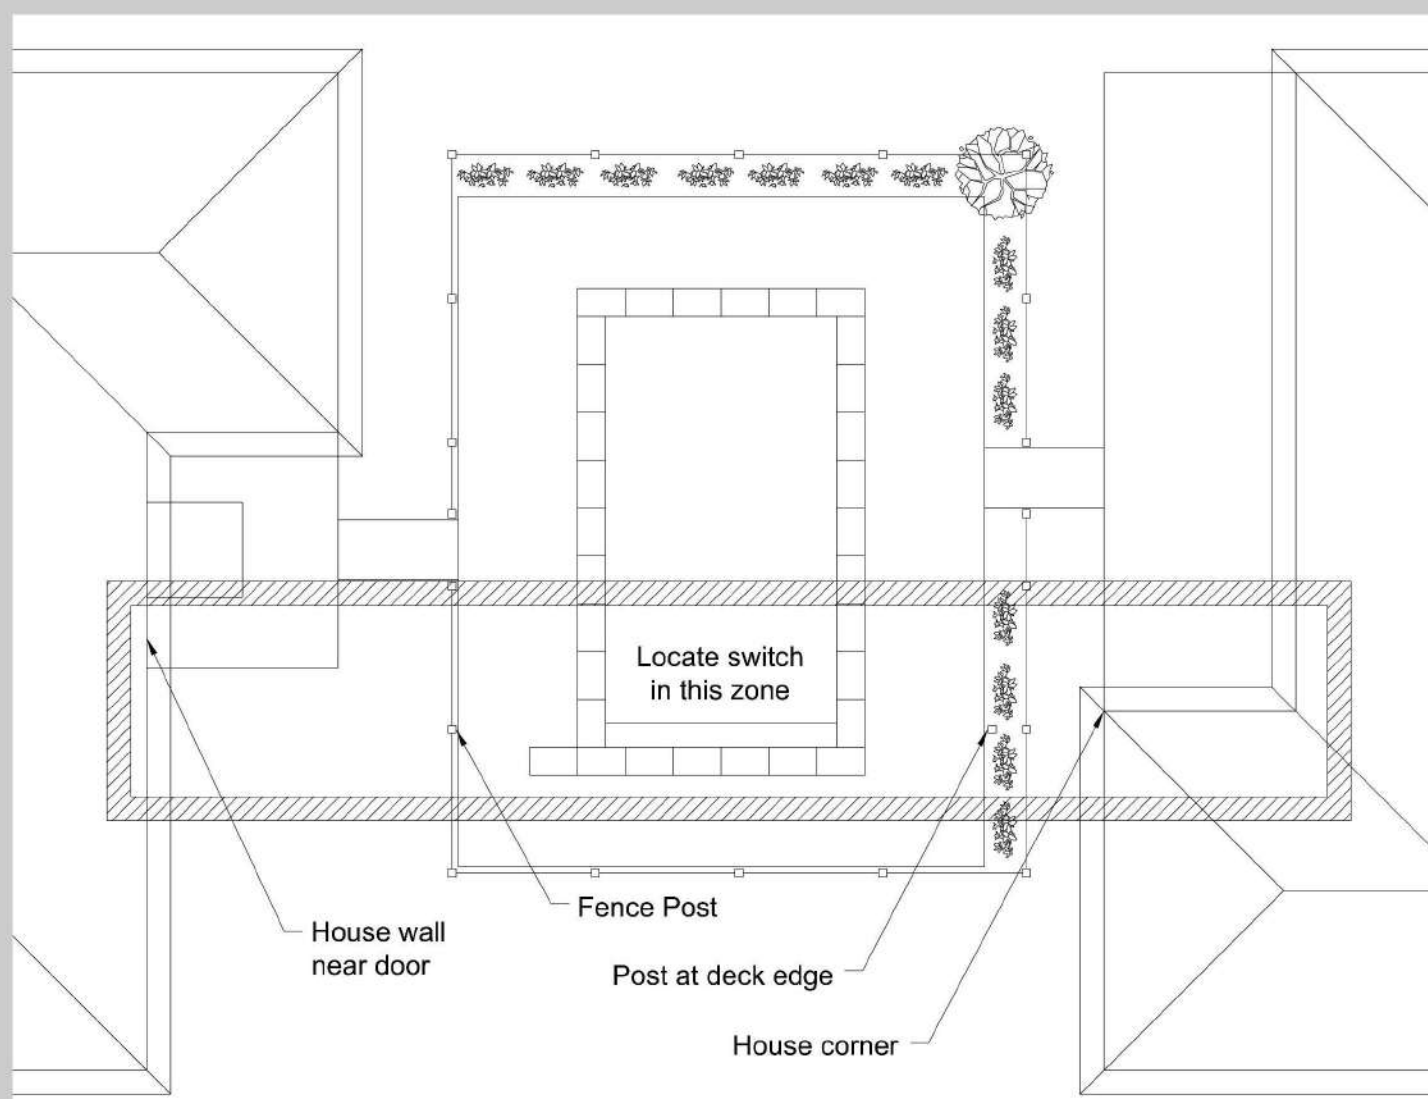 Locate switch
in this zone
Fence Post
House wall
near door
Post at deck edge
House corner